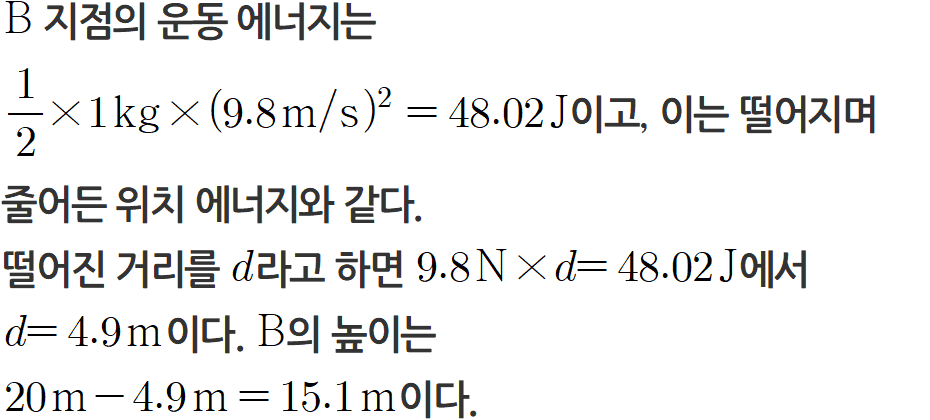 B 지점의 운동 에너지는
1/2 × 1 kg × (9.8 m/s)² = 48.02 J이고, 이는 떨어지며
줄어든 위치 에너지와 같다.
떨어진 거리를 d라고 하면 9.8 N × d = 48.02 J에서
d = 4.9 m이다. B의 높이는
20 m − 4.9 m = 15.1 m이다.